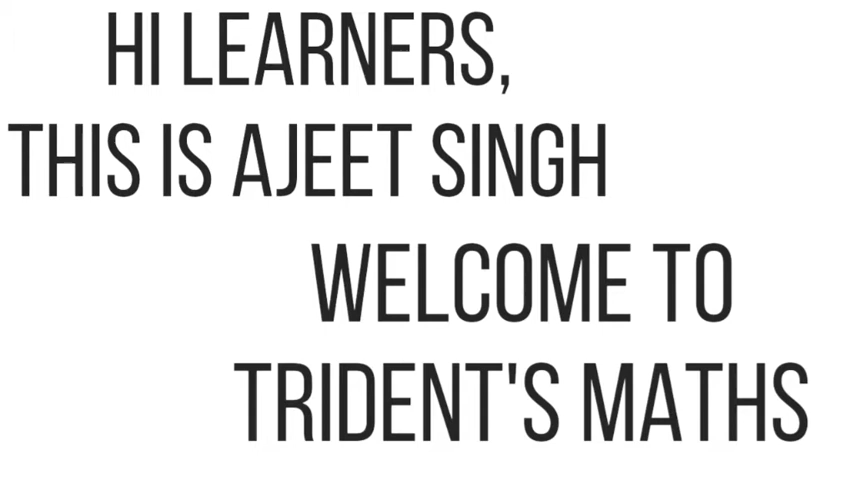 HI LEARNERS,
THIS IS AJEET SINGH
WELCOME TO
TRIDENT'S MATHS